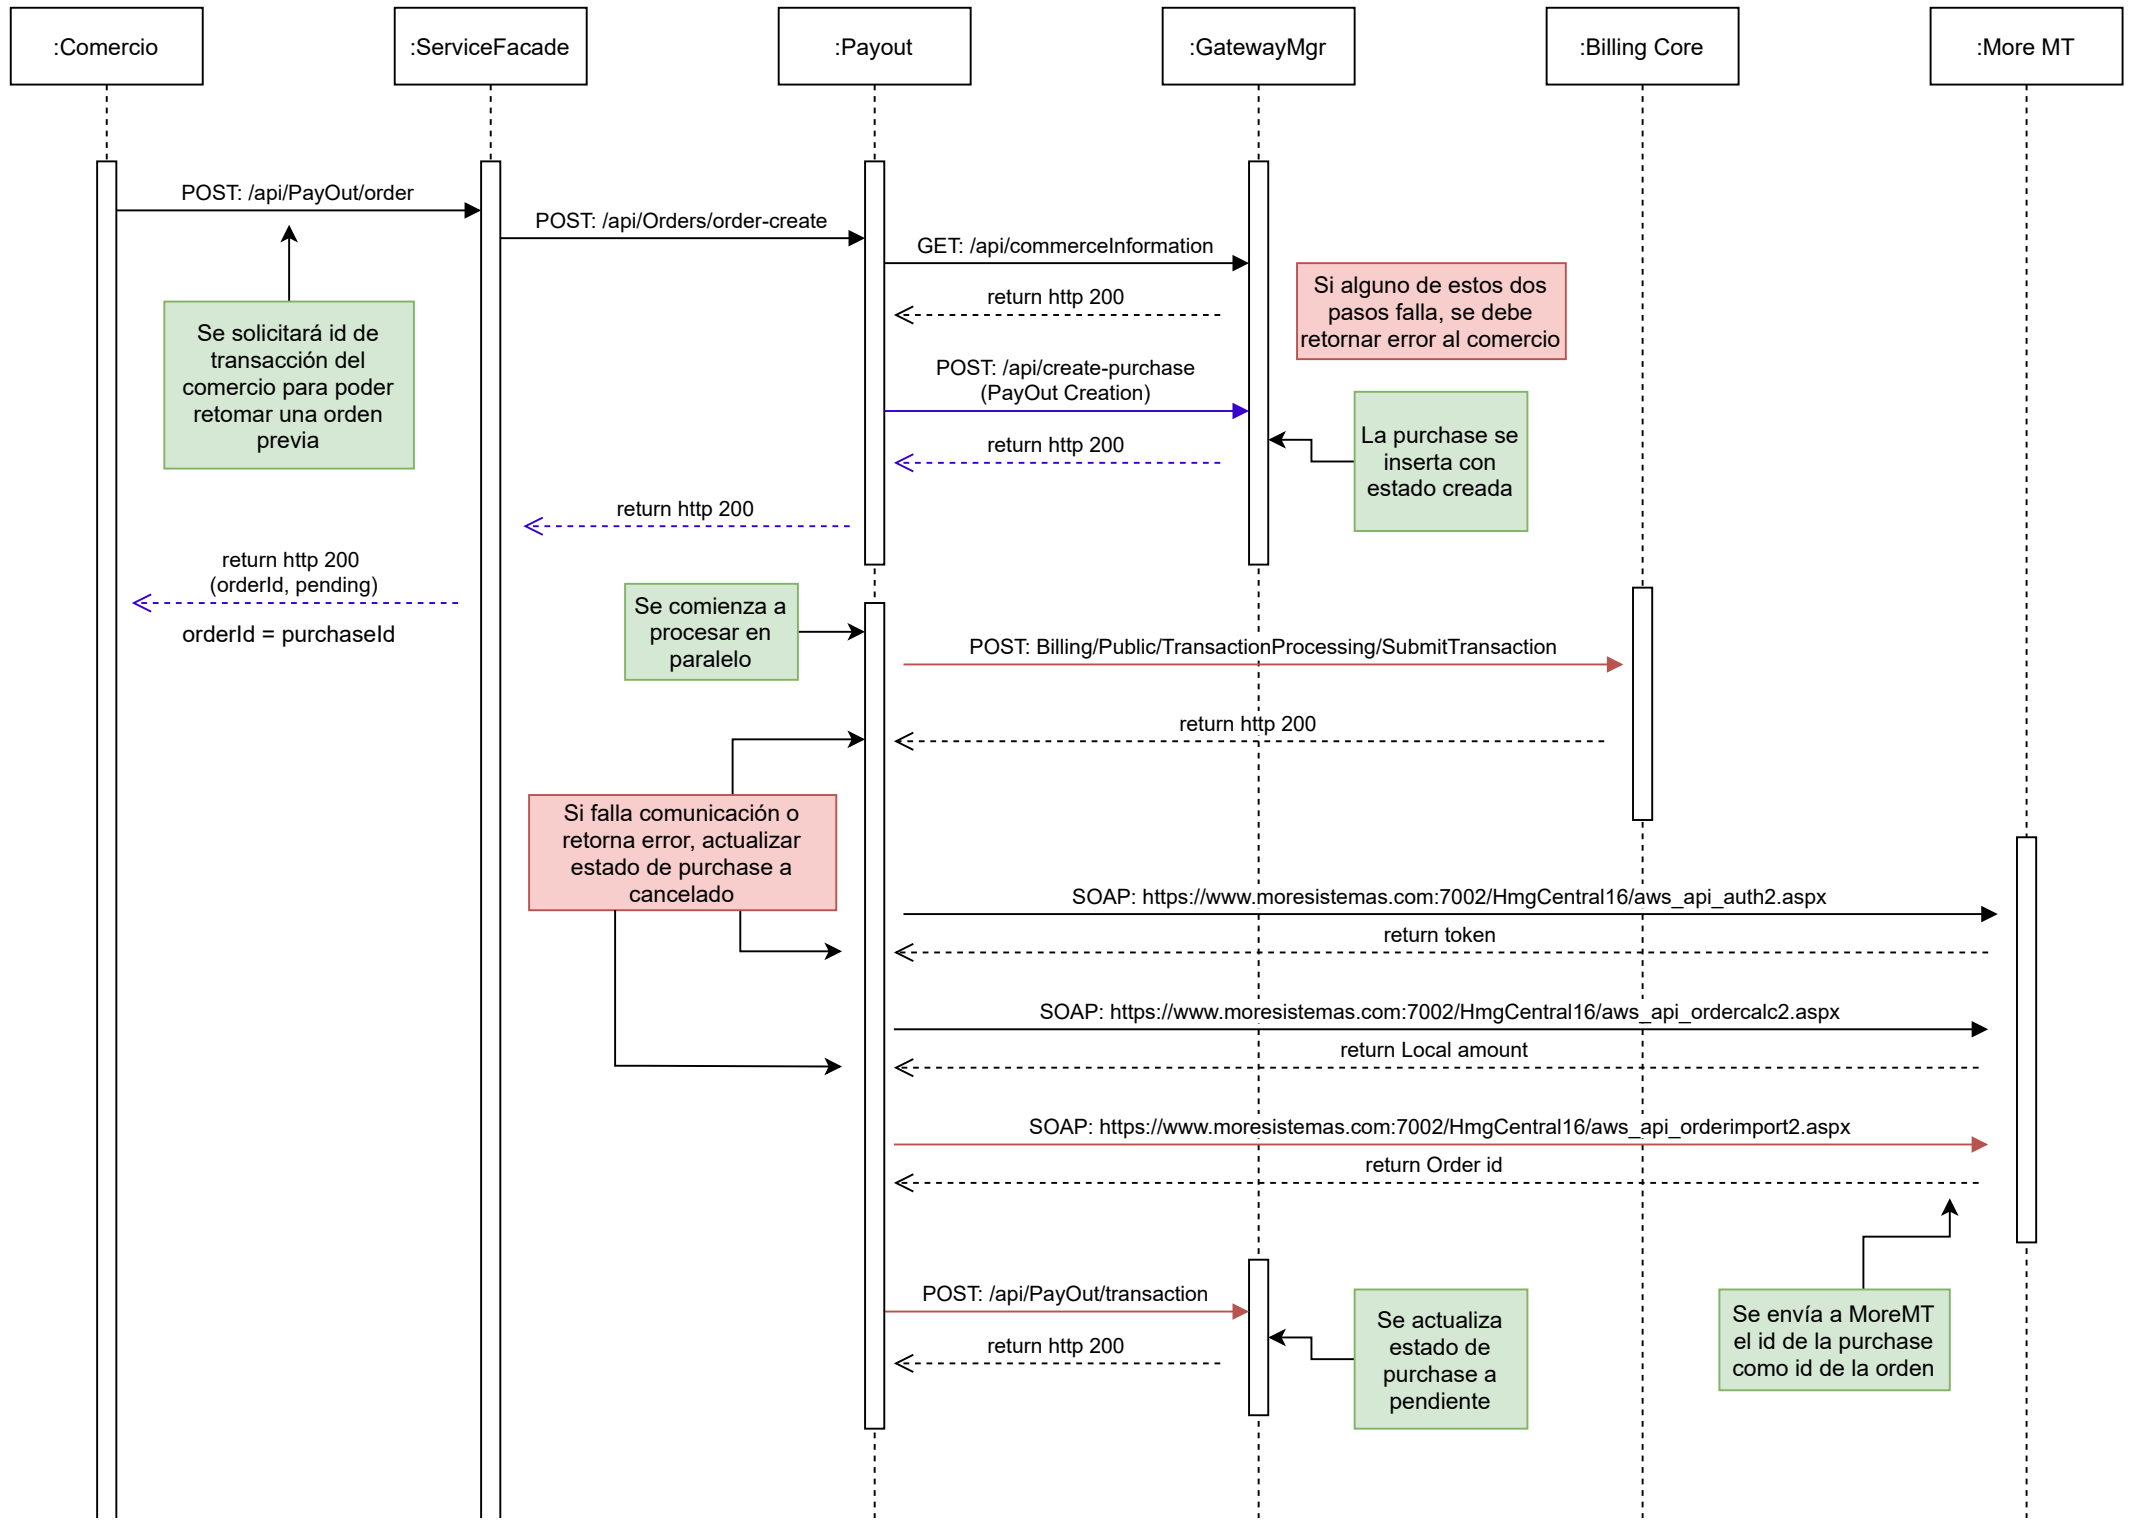 :Comercio
:ServiceFacade
:Payout
:GatewayMgr
:Billing Core
:More MT
POST: /api/PayOut/order
POST: /api/Orders/order-create
GET: /api/commerceInformation
return http 200
Si alguno de estos dos
pasos falla, se debe
retornar error al comercio
Se solicitará id de
transacción del
comercio para poder
retomar una orden
previa
POST: /api/create-purchase
(PayOut Creation)
return http 200
La purchase se
inserta con
estado creada
return http 200
return http 200
(orderId, pending)
orderId = purchaseId
Se comienza a
procesar en
paralelo
POST: Billing/Public/TransactionProcessing/SubmitTransaction
return http 200
Si falla comunicación o
retorna error, actualizar
estado de purchase a
cancelado
SOAP: https://www.moresistemas.com:7002/HmgCentral16/aws_api_auth2.aspx
return token
SOAP: https://www.moresistemas.com:7002/HmgCentral16/aws_api_ordercalc2.aspx
return Local amount
SOAP: https://www.moresistemas.com:7002/HmgCentral16/aws_api_orderimport2.aspx
return Order id
POST: /api/PayOut/transaction
return http 200
Se actualiza
estado de
purchase a
pendiente
Se envía a MoreMT
el id de la purchase
como id de la orden